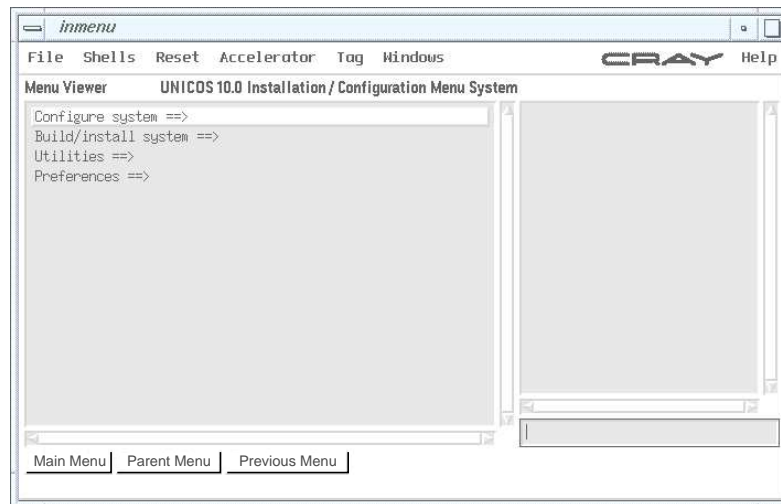 inmenu
File Shells Reset Accelerator Tag Windows CRAY Help
Menu Viewer UNICOS 10.0 Installation / Configuration Menu System
Configure system ==>
Build/install system ==>
Utilities ==>
Preferences ==>
Main Menu Parent Menu Previous Menu